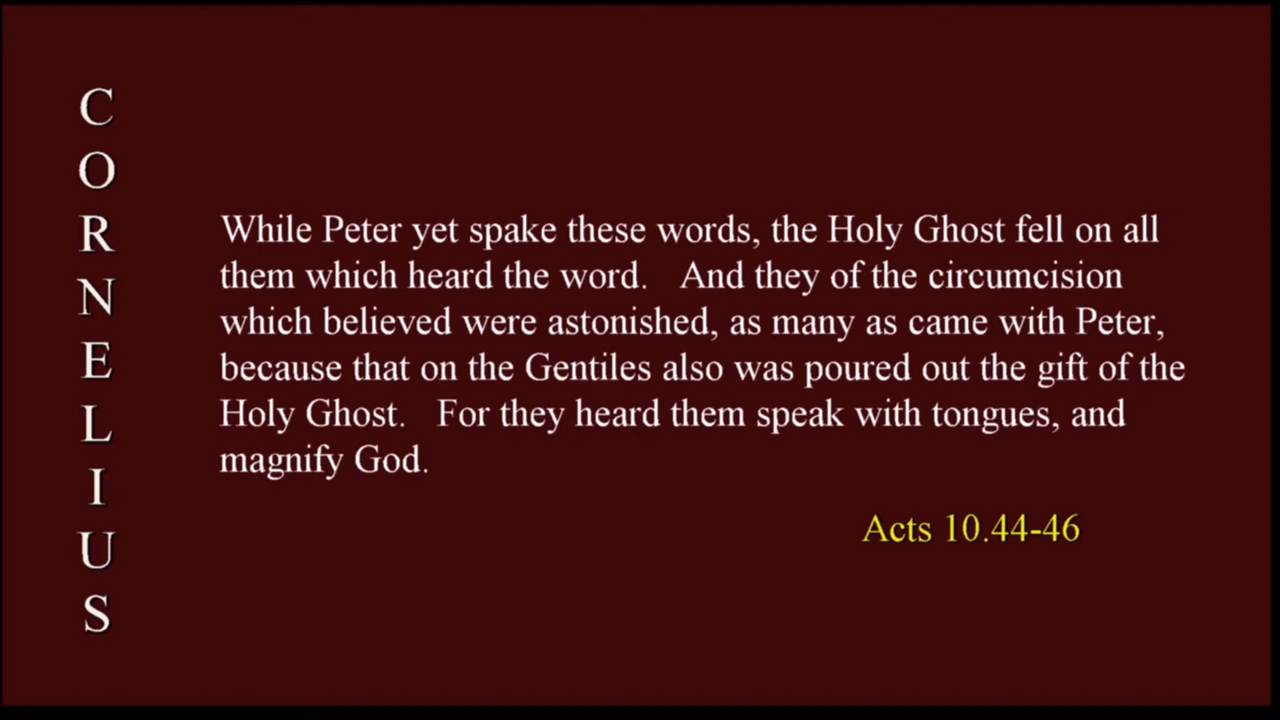 C
O
R
N
E
L
I
U
S
While Peter yet spake these words, the Holy Ghost fell on all
them which heard the word.   And they of the circumcision
which believed were astonished, as many as came with Peter,
because that on the Gentiles also was poured out the gift of the
Holy Ghost.   For they heard them speak with tongues, and
magnify God.
Acts 10.44-46